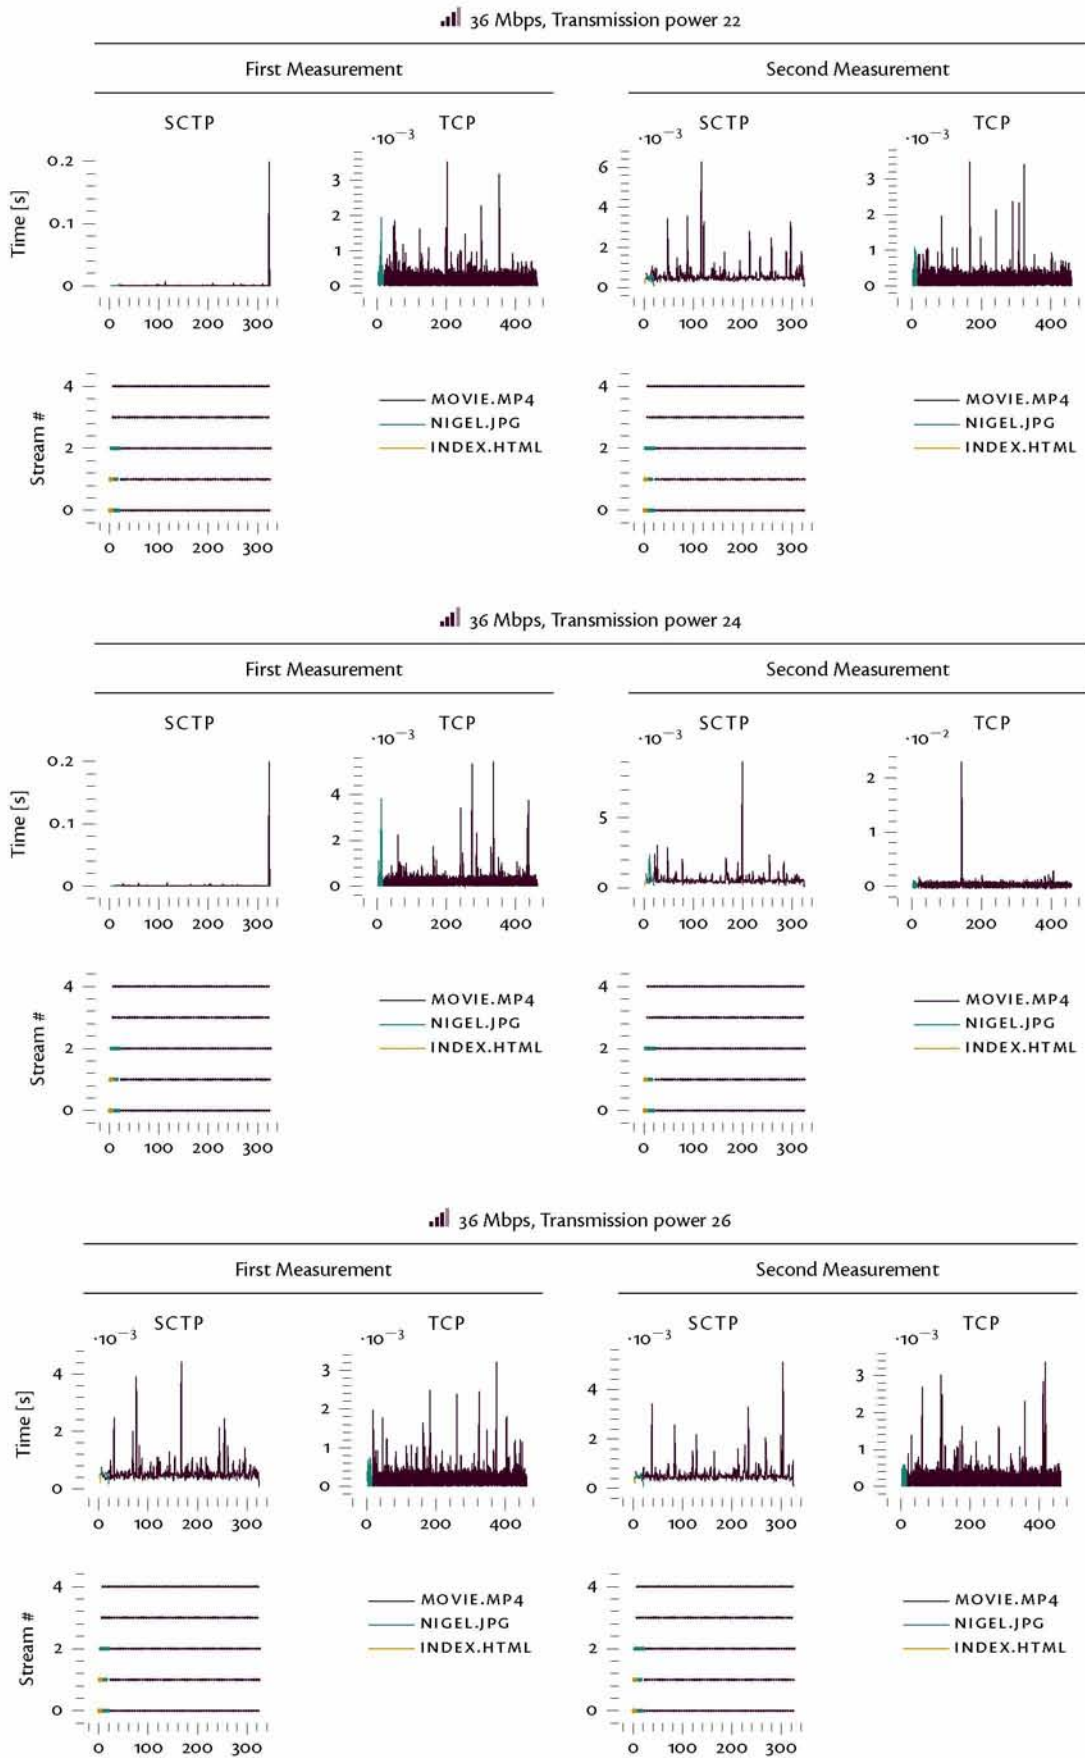 36 Mbps, Transmission power 22
First Measurement
Second Measurement
SCTP
TCP
SCTP
TCP
·10−3
·10−3
Time [s]
0.2
0.1
0
0 100 200 300
3
2
1
0
0 200 400
6
4
2
0
0 100 200 300
3
2
1
0
0 200 400
Stream #
4
2
0
0 100 200 300
MOVIE.MP4
NIGEL.JPG
INDEX.HTML
4
2
0
0 100 200 300
MOVIE.MP4
NIGEL.JPG
INDEX.HTML
36 Mbps, Transmission power 24
First Measurement
Second Measurement
SCTP
TCP
SCTP
TCP
·10−3
·10−3
·10−2
Time [s]
0.2
0.1
0
0 100 200 300
4
2
0
0 200 400
5
0
0 100 200 300
2
1
0
0 200 400
Stream #
4
2
0
0 100 200 300
MOVIE.MP4
NIGEL.JPG
INDEX.HTML
4
2
0
0 100 200 300
MOVIE.MP4
NIGEL.JPG
INDEX.HTML
36 Mbps, Transmission power 26
First Measurement
Second Measurement
SCTP
TCP
SCTP
TCP
·10−3
·10−3
·10−3
·10−3
Time [s]
4
2
0
0 100 200 300
3
2
1
0
0 200 400
4
2
0
0 100 200 300
3
2
1
0
0 200 400
Stream #
4
2
0
0 100 200 300
MOVIE.MP4
NIGEL.JPG
INDEX.HTML
4
2
0
0 100 200 300
MOVIE.MP4
NIGEL.JPG
INDEX.HTML